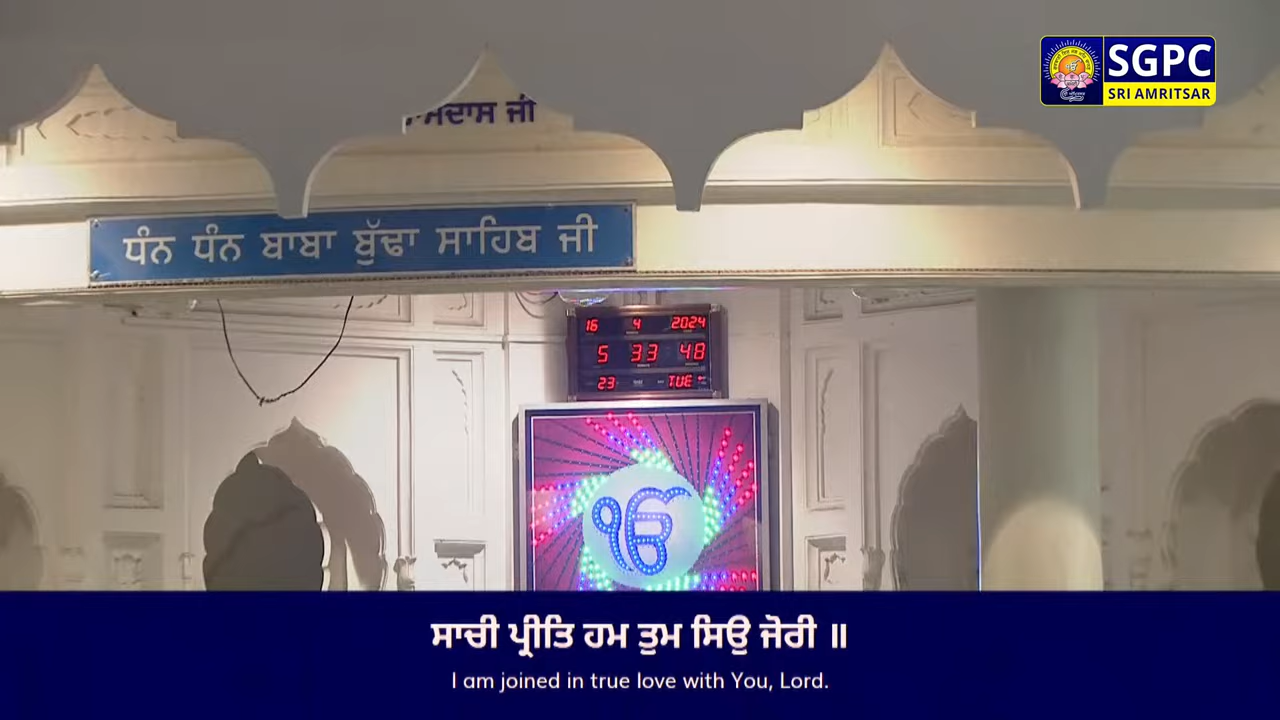 SGPC
SRI AMRITSAR
ਜੀ
ਧੰਨ ਧੰਨ ਬਾਬਾ ਬੁੱਢਾ ਸਾਹਿਬ ਜੀ
16 4 2024
5 33 48
23 TUE
ੴ
ਸਾਚੀ ਪ੍ਰੀਤਿ ਹਮ ਤੁਮ ਸਿਉ ਜੋਰੀ ॥
I am joined in true love with You, Lord.